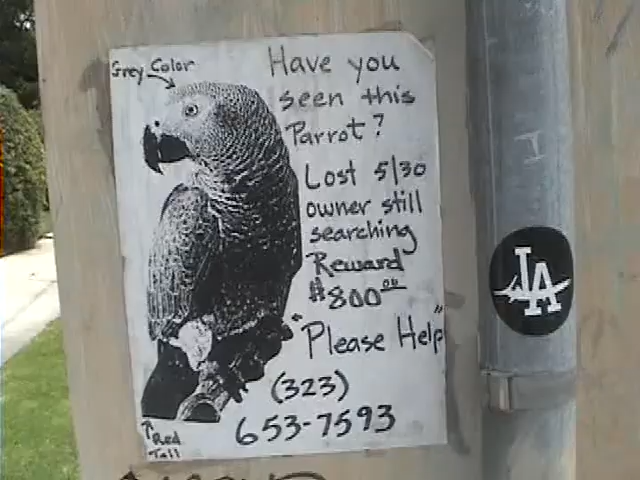 Grey Color
Have you
seen this
Parrot?
Lost 5/30
owner still
searching
Reward
$800.00
"Please Help"
(323)
653-7593
Red
Tail
LA